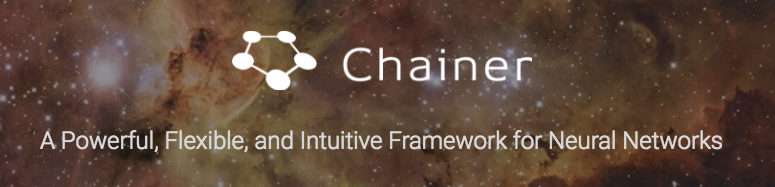 Chainer
A Powerful, Flexible, and Intuitive Framework for Neural Networks